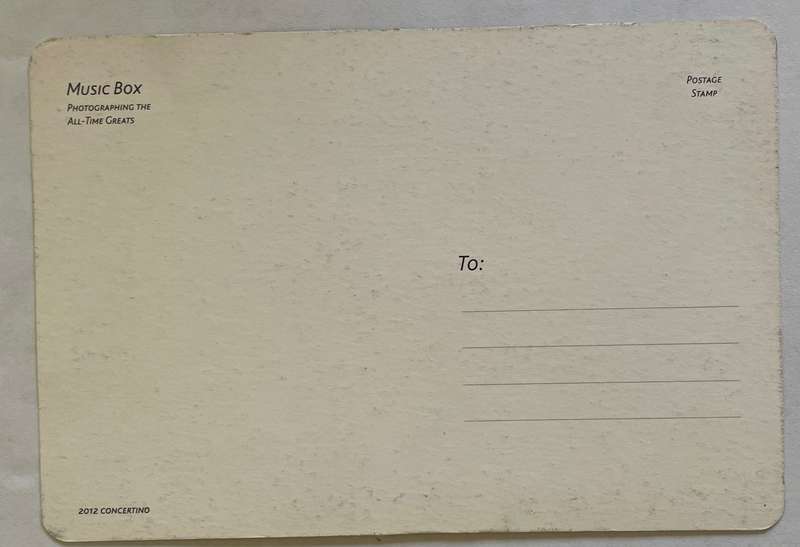 Music Box
Photographing the
All-Time Greats
Postage
Stamp
To:
2012 CONCERTINO